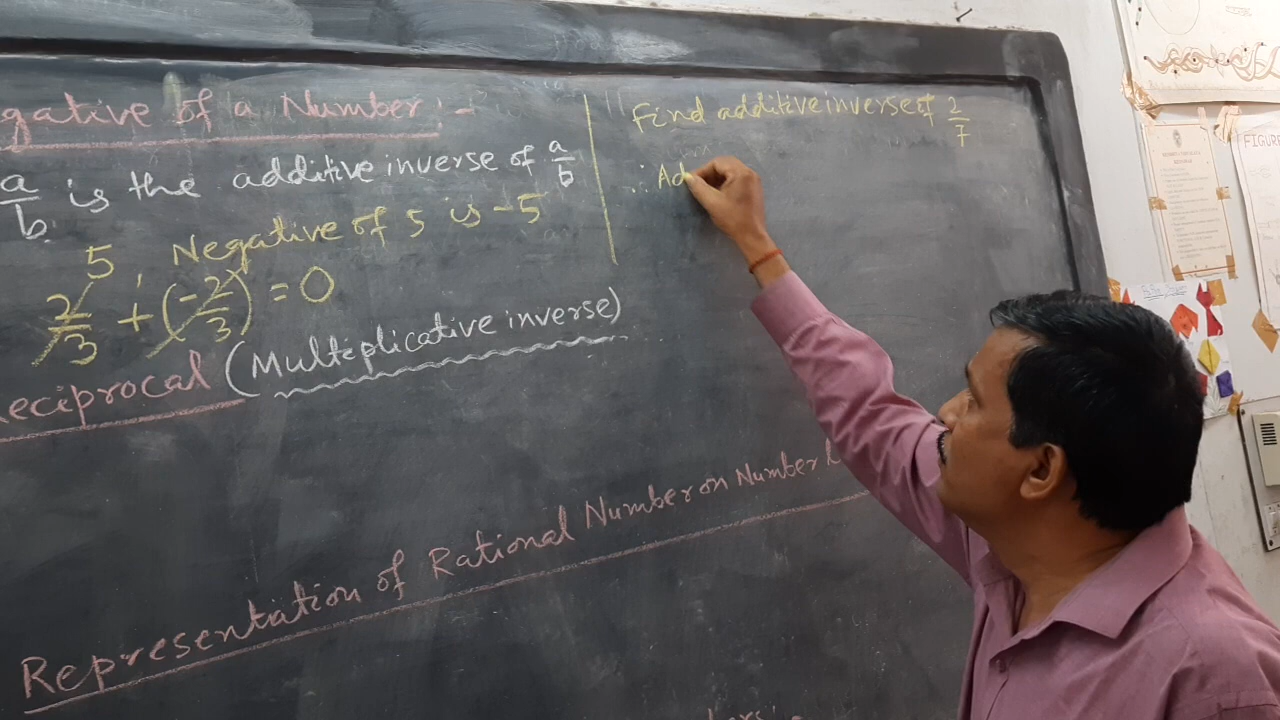 gative of a Number :-
a/b is the additive inverse of a/b
5, Negative of 5 is -5
2/3 + (-2/3) = 0
eciprocal (Multiplicative inverse)
Representation of Rational Number on Number L
Find additive inverse of 2/7
∴ Ad
FIGURE